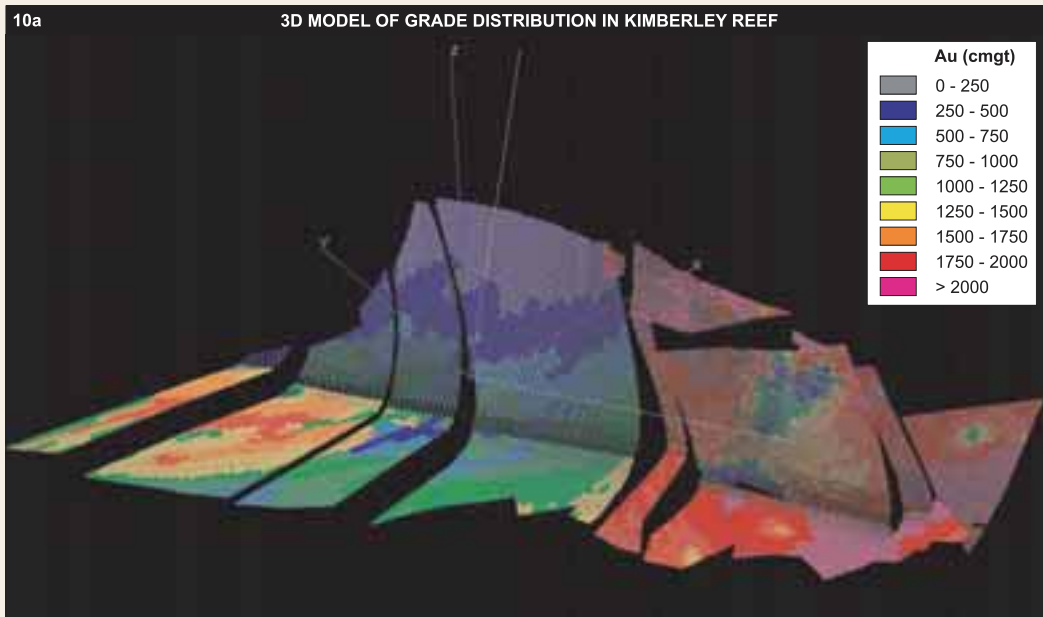 10a
3D MODEL OF GRADE DISTRIBUTION IN KIMBERLEY REEF
Au (cmgt)
0 - 250
250 - 500
500 - 750
750 - 1000
1000 - 1250
1250 - 1500
1500 - 1750
1750 - 2000
> 2000